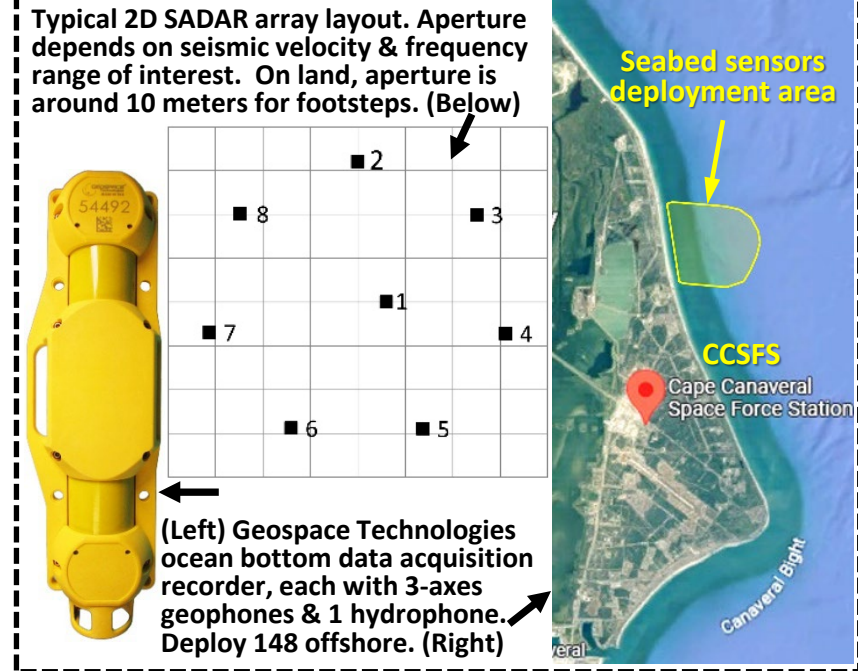 Typical 2D SADAR array layout. Aperture
depends on seismic velocity & frequency
range of interest.  On land, aperture is
around 10 meters for footsteps. (Below)
Seabed sensors
deployment area
GEOSPACE
54492
2
8
3
1
7
4
6
5
CCSFS
Cape Canaveral
Space Force Station
(Left) Geospace Technologies
ocean bottom data acquisition
recorder, each with 3-axes
geophones & 1 hydrophone.
Deploy 148 offshore. (Right)
Canaveral Bight
veral